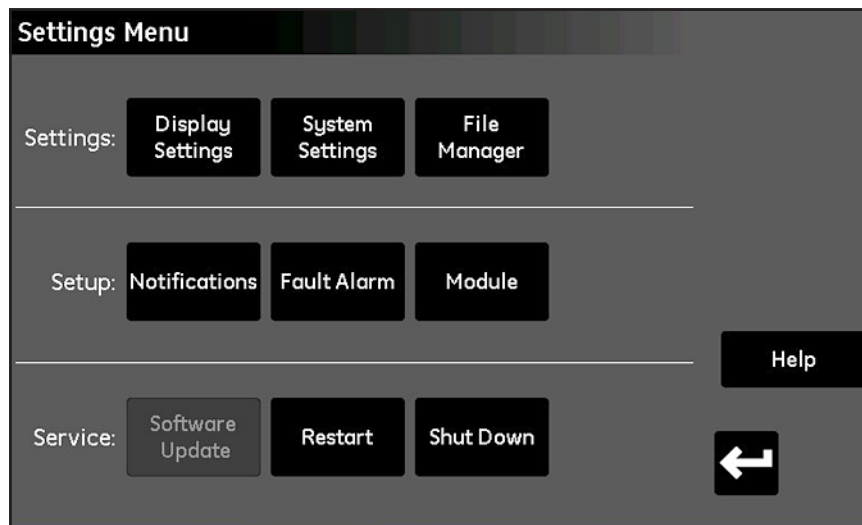 Settings Menu
Settings:
Display
Settings
System
Settings
File
Manager
Setup:
Notifications
Fault Alarm
Module
Help
Service:
Software
Update
Restart
Shut Down